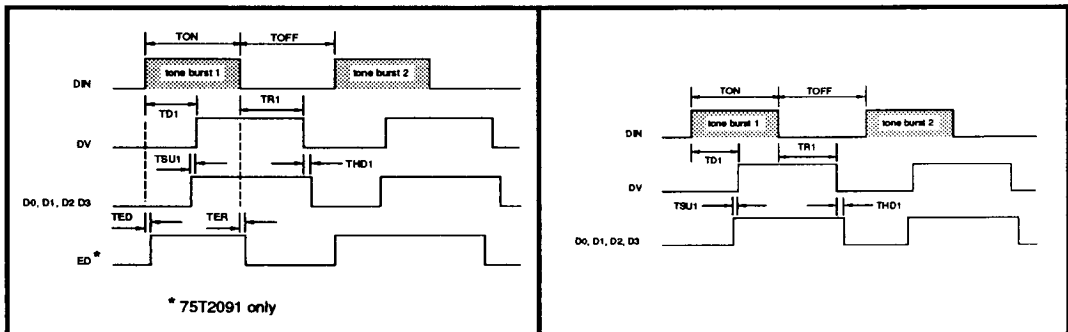 TON TOFF
DIN tone burst 1 tone burst 2
TD1 TR1
DV
TSU1 THD1
D0, D1, D2 D3
TED TER
ED *
* 75T2091 only
TON TOFF
DIN tone burst 1 tone burst 2
TD1 TR1
DV
TSU1 THD1
D0, D1, D2, D3